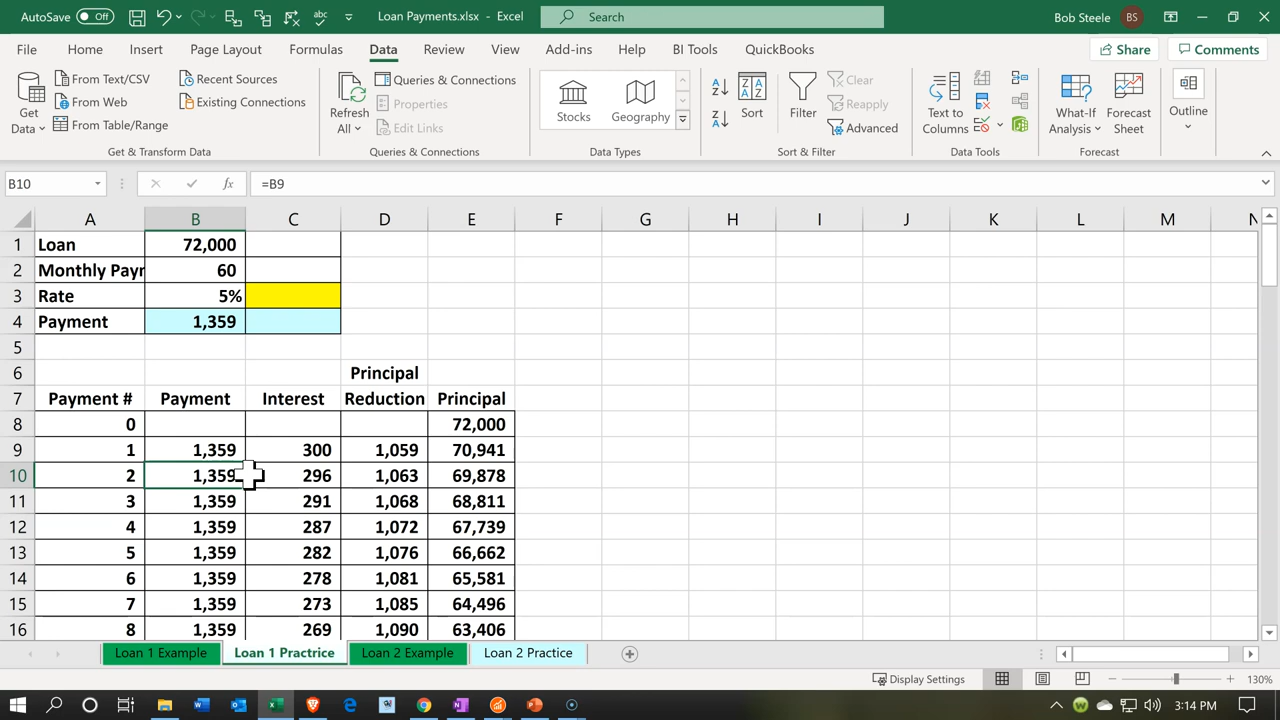 AutoSave Off
Loan Payments.xlsx - Excel
Search
Bob Steele BS
File Home Insert Page Layout Formulas Data Review View Add-ins Help BI Tools QuickBooks Share Comments
Get Data
From Text/CSV
From Web
From Table/Range
Recent Sources
Existing Connections
Get & Transform Data
Refresh All
Queries & Connections
Properties
Edit Links
Queries & Connections
Stocks
Geography
Data Types
Sort
Filter
Clear
Reapply
Advanced
Sort & Filter
Text to Columns
Data Tools
What-If Analysis
Forecast Sheet
Forecast
Outline
B10 fx =B9
A B C D E F G H I J K L M N
1 Loan 72,000
2 Monthly Payr 60
3 Rate 5%
4 Payment 1,359
5
6 Principal
7 Payment # Payment Interest Reduction Principal
8 0 72,000
9 1 1,359 300 1,059 70,941
10 2 1,359 296 1,063 69,878
11 3 1,359 291 1,068 68,811
12 4 1,359 287 1,072 67,739
13 5 1,359 282 1,076 66,662
14 6 1,359 278 1,081 65,581
15 7 1,359 273 1,085 64,496
16 8 1,359 269 1,090 63,406
Loan 1 Example Loan 1 Practrice Loan 2 Example Loan 2 Practice
Display Settings 130%
3:14 PM